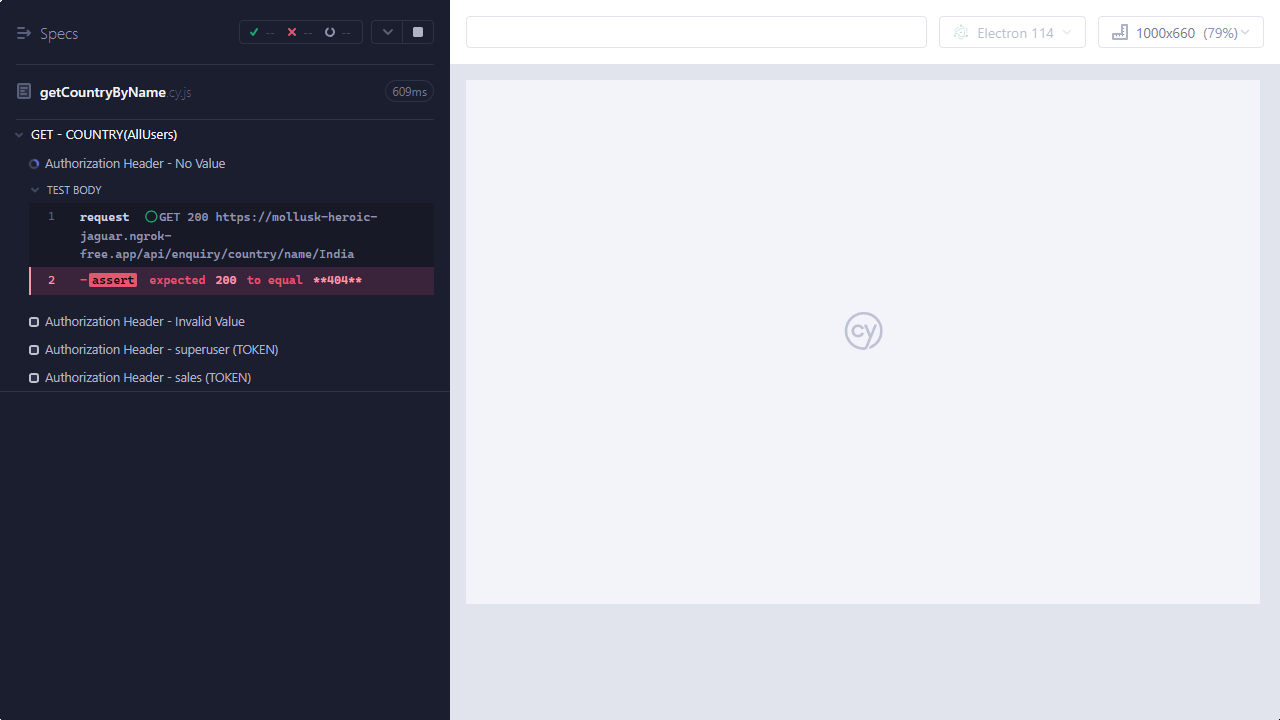 Specs
--
--
--
Electron 114
1000x660 (79%)
getCountryByName.cy.js
609ms
GET - COUNTRY(AllUsers)
Authorization Header - No Value
TEST BODY
1 request GET 200 https://mollusk-heroic-
jaguar.ngrok-
free.app/api/enquiry/country/name/India
2 -assert expected 200 to equal **404**
Authorization Header - Invalid Value
Authorization Header - superuser (TOKEN)
Authorization Header - sales (TOKEN)
cy